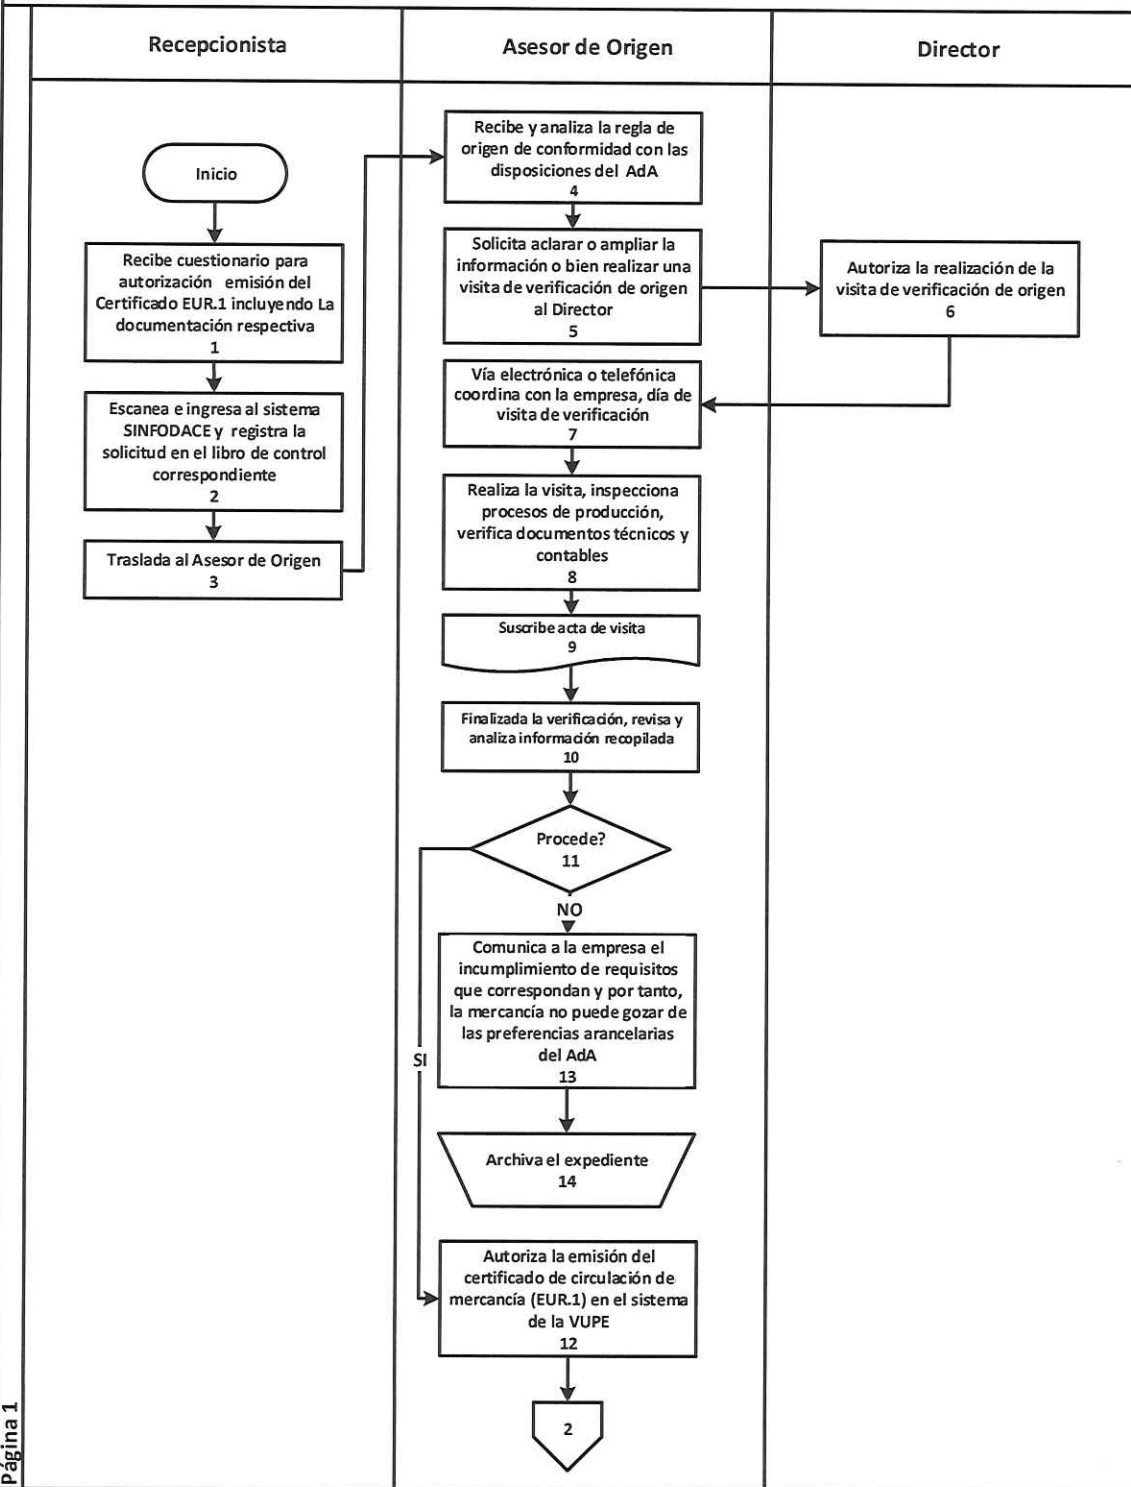 Recepcionista
Asesor de Origen
Director
Inicio
Recibe cuestionario para
autorización emisión del
Certificado EUR.1 incluyendo La
documentación respectiva
1
Escanea e ingresa al sistema
SINFODACE y registra la
solicitud en el libro de control
correspondiente
2
Traslada al Asesor de Origen
3
Recibe y analiza la regla de
origen de conformidad con las
disposiciones del AdA
4
Solicita aclarar o ampliar la
información o bien realizar una
visita de verificación de origen
al Director
5
Autoriza la realización de la
visita de verificación de origen
6
Vía electrónica o telefónica
coordina con la empresa, día de
visita de verificación
7
Realiza la visita, inspecciona
procesos de producción,
verifica documentos técnicos y
contables
8
Suscribe acta de visita
9
Finalizada la verificación, revisa y
analiza información recopilada
10
Procede?
11
NO
Comunica a la empresa el
incumplimiento de requisitos
que correspondan y por tanto,
la mercancía no puede gozar de
las preferencias arancelarias
del AdA
13
SI
Archiva el expediente
14
Autoriza la emisión del
certificado de circulación de
mercancía (EUR.1) en el sistema
de la VUPE
12
2
Página 1